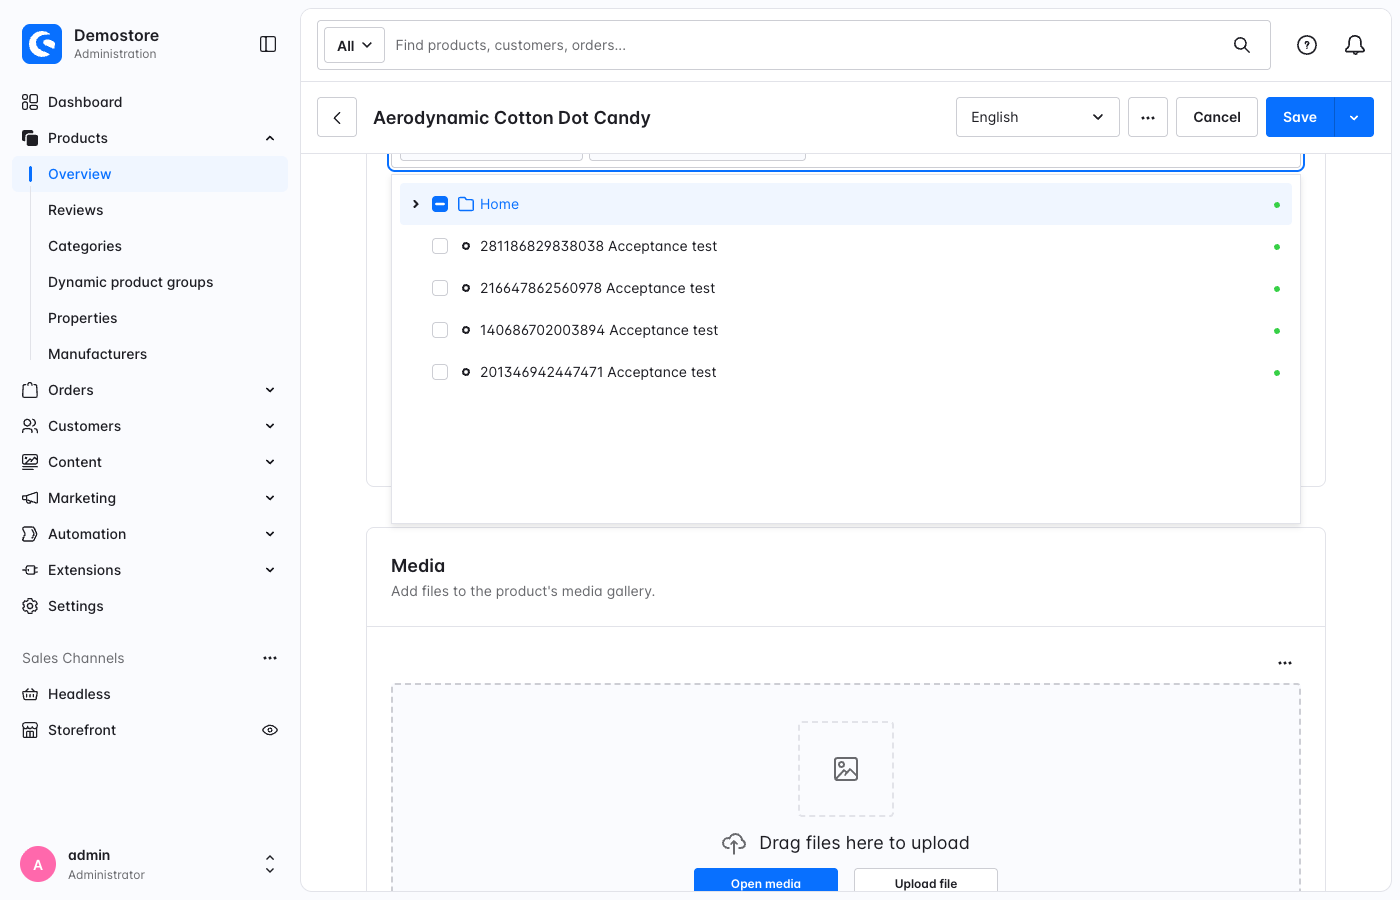 Demostore
Administration
Dashboard
Products
Overview
Reviews
Categories
Dynamic product groups
Properties
Manufacturers
Orders
Customers
Content
Marketing
Automation
Extensions
Settings
Sales Channels
Headless
Storefront
A
admin
Administrator
All
Find products, customers, orders...
Aerodynamic Cotton Dot Candy
English
Cancel
Save
Home
281186829838038 Acceptance test
216647862560978 Acceptance test
140686702003894 Acceptance test
201346942447471 Acceptance test
Media
Add files to the product's media gallery.
Drag files here to upload
Open media
Upload file